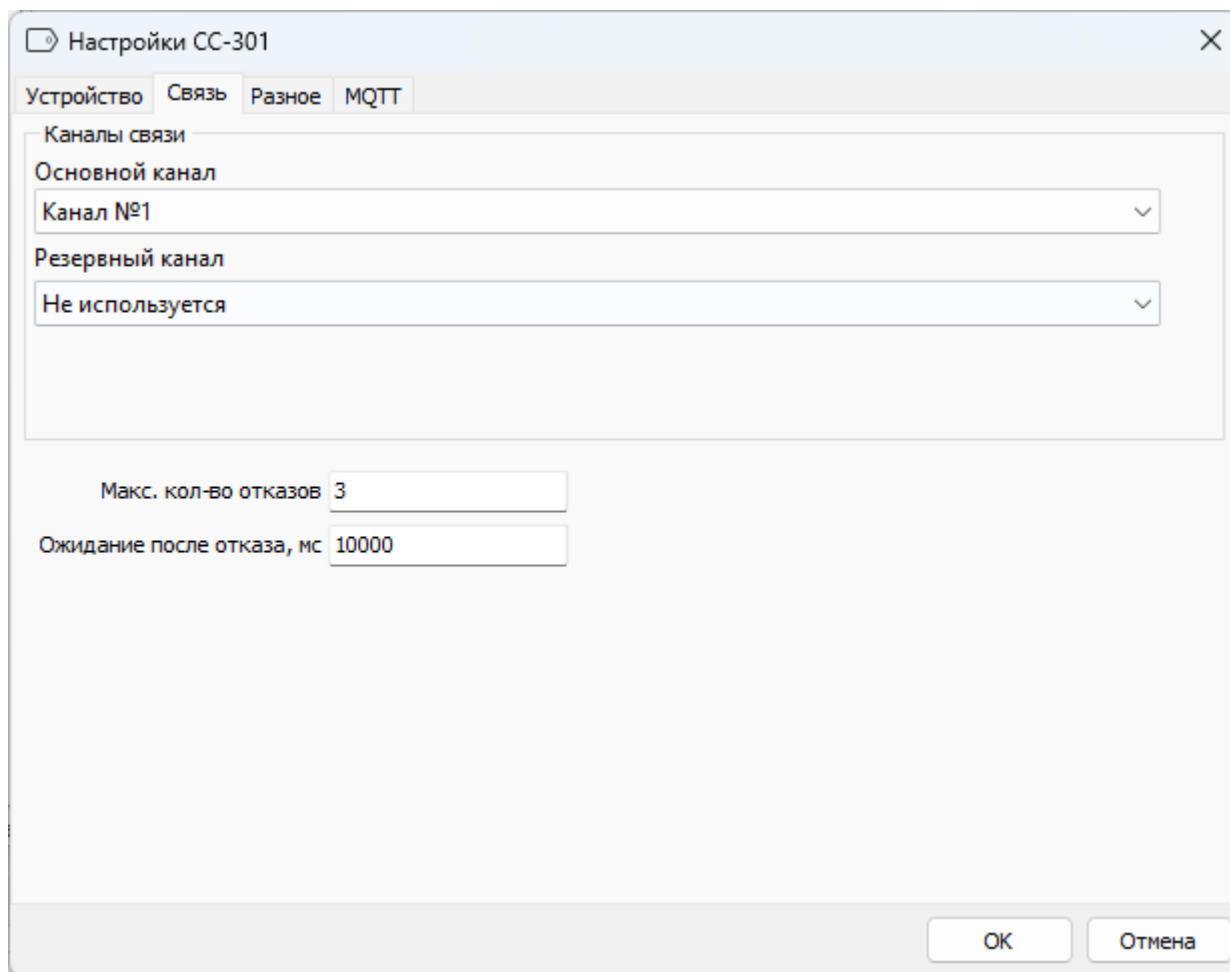 Настройки СС-301
Устройство Связь Разное MQTT
Каналы связи
Основной канал
Канал №1
Резервный канал
Не используется
Макс. кол-во отказов 3
Ожидание после отказа, мс 10000
ОК Отмена